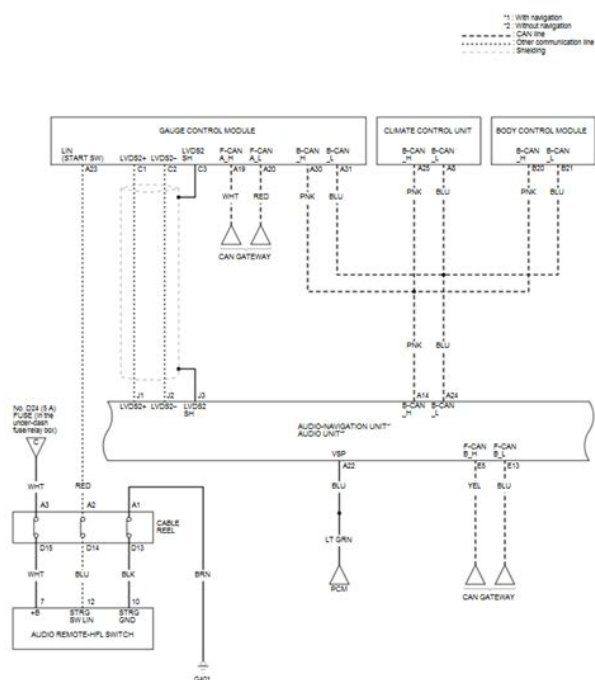 *1 : With navigation
*2 : Without navigation
: CAN line
: Other communication line
: Shielding
GAUGE CONTROL MODULE
CLIMATE CONTROL UNIT
BODY CONTROL MODULE
LIN
(START SW)
LVDS2+
LVDS2-
LVDS2
SH
F-CAN
A_H
F-CAN
A_L
B-CAN
_H
B-CAN
_L
B-CAN
_H
B-CAN
_L
B-CAN
_H
B-CAN
_L
A23
C1
C2
C3
A19
A20
A30
A31
A25
A5
B20
B21
WHT
RED
PNK
BLU
PNK
BLU
PNK
BLU
CAN GATEWAY
PNK
BLU
J1
J2
J3
A14
A24
LVDS2+
LVDS2-
LVDS2
SH
B-CAN
_H
B-CAN
_L
No. D24 (5 A)
FUSE (In the
under-dash
fuse/relay box)
C
AUDIO-NAVIGATION UNIT
AUDIO UNIT
VSP
F-CAN
B_H
F-CAN
B_L
A22
E5
E13
WHT
RED
BLU
YEL
BLU
A3
A2
A1
CABLE
REEL
D15
D14
D13
LT GRN
WHT
BLU
BLK
BRN
PCM
CAN GATEWAY
7
12
10
+B
STRG
SW LIN
STRG
GND
AUDIO REMOTE-HFL SWITCH
G401